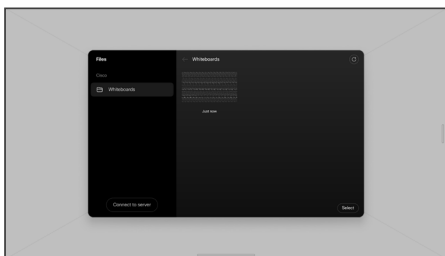 Files
Whiteboards
Cisco
Whiteboards
Just now
Connect to server
Select